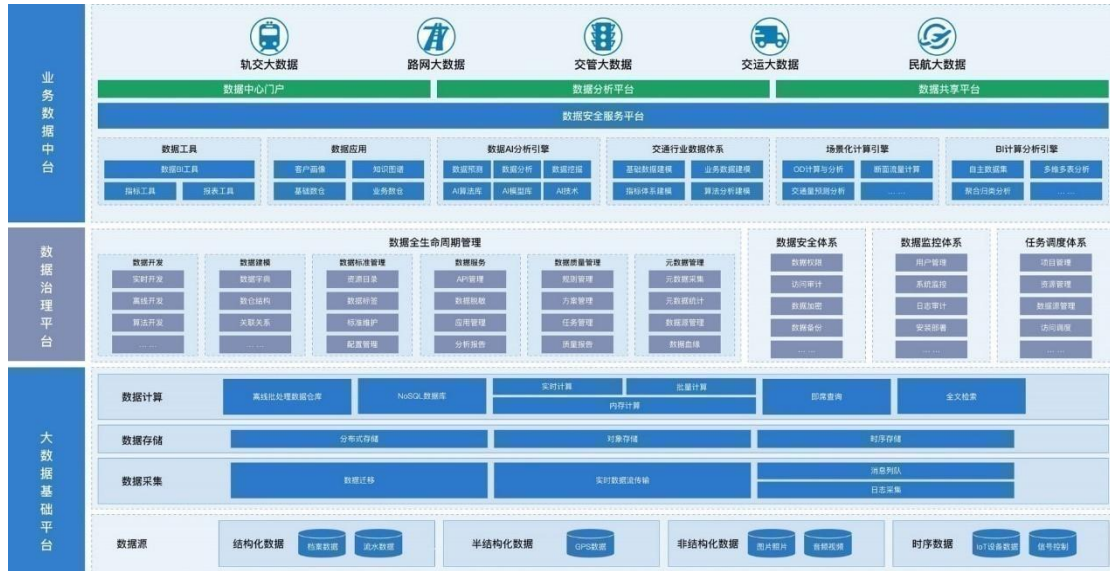 业务数据中台
轨交大数据
路网大数据
交管大数据
交运大数据
民航大数据
数据中心门户
数据分析平台
数据共享平台
数据安全服务平台
数据工具
数据BI工具
指标工具
报表工具
数据应用
客户画像
知识图谱
基础数仓
业务数仓
数据AI分析引擎
数据预测
数据分析
数据挖掘
AI算法库
AI模型库
AI技术
交通行业数据体系
基础数据建模
业务数据建模
指标体系建模
算法分析建模
场景化计算引擎
OD计算与分析
断面流量计算
交通量预测分析
... ...
BI计算分析引擎
自主数据集
多维多表分析
聚合归类分析
... ...
数据治理平台
数据全生命周期管理
数据开发
实时开发
离线开发
算法开发
... ...
数据建模
数据字典
数仓结构
关联关系
... ...
数据标准管理
资源目录
数据标签
标准维护
配置管理
数据服务
API管理
数据脱敏
应用管理
分析报告
数据质量管理
规则管理
方案管理
任务管理
质量报告
元数据管理
元数据采集
元数据统计
数据源管理
数据血缘
数据安全体系
数据权限
访问审计
数据加密
数据备份
... ...
数据监控体系
用户管理
系统监控
日志审计
安装部署
... ...
任务调度体系
项目管理
资源管理
数据源管理
访问调度
... ...
大数据基础平台
数据计算
离线批处理数据仓库
NoSQL数据库
实时计算
批量计算
内存计算
即席查询
全文检索
数据存储
分布式存储
对象存储
时序存储
数据采集
数据迁移
实时数据流传输
消息列队
日志采集
数据源
结构化数据
档案数据
流水数据
半结构化数据
GPS数据
非结构化数据
图片照片
音频视频
时序数据
IoT设备数据
信号控制